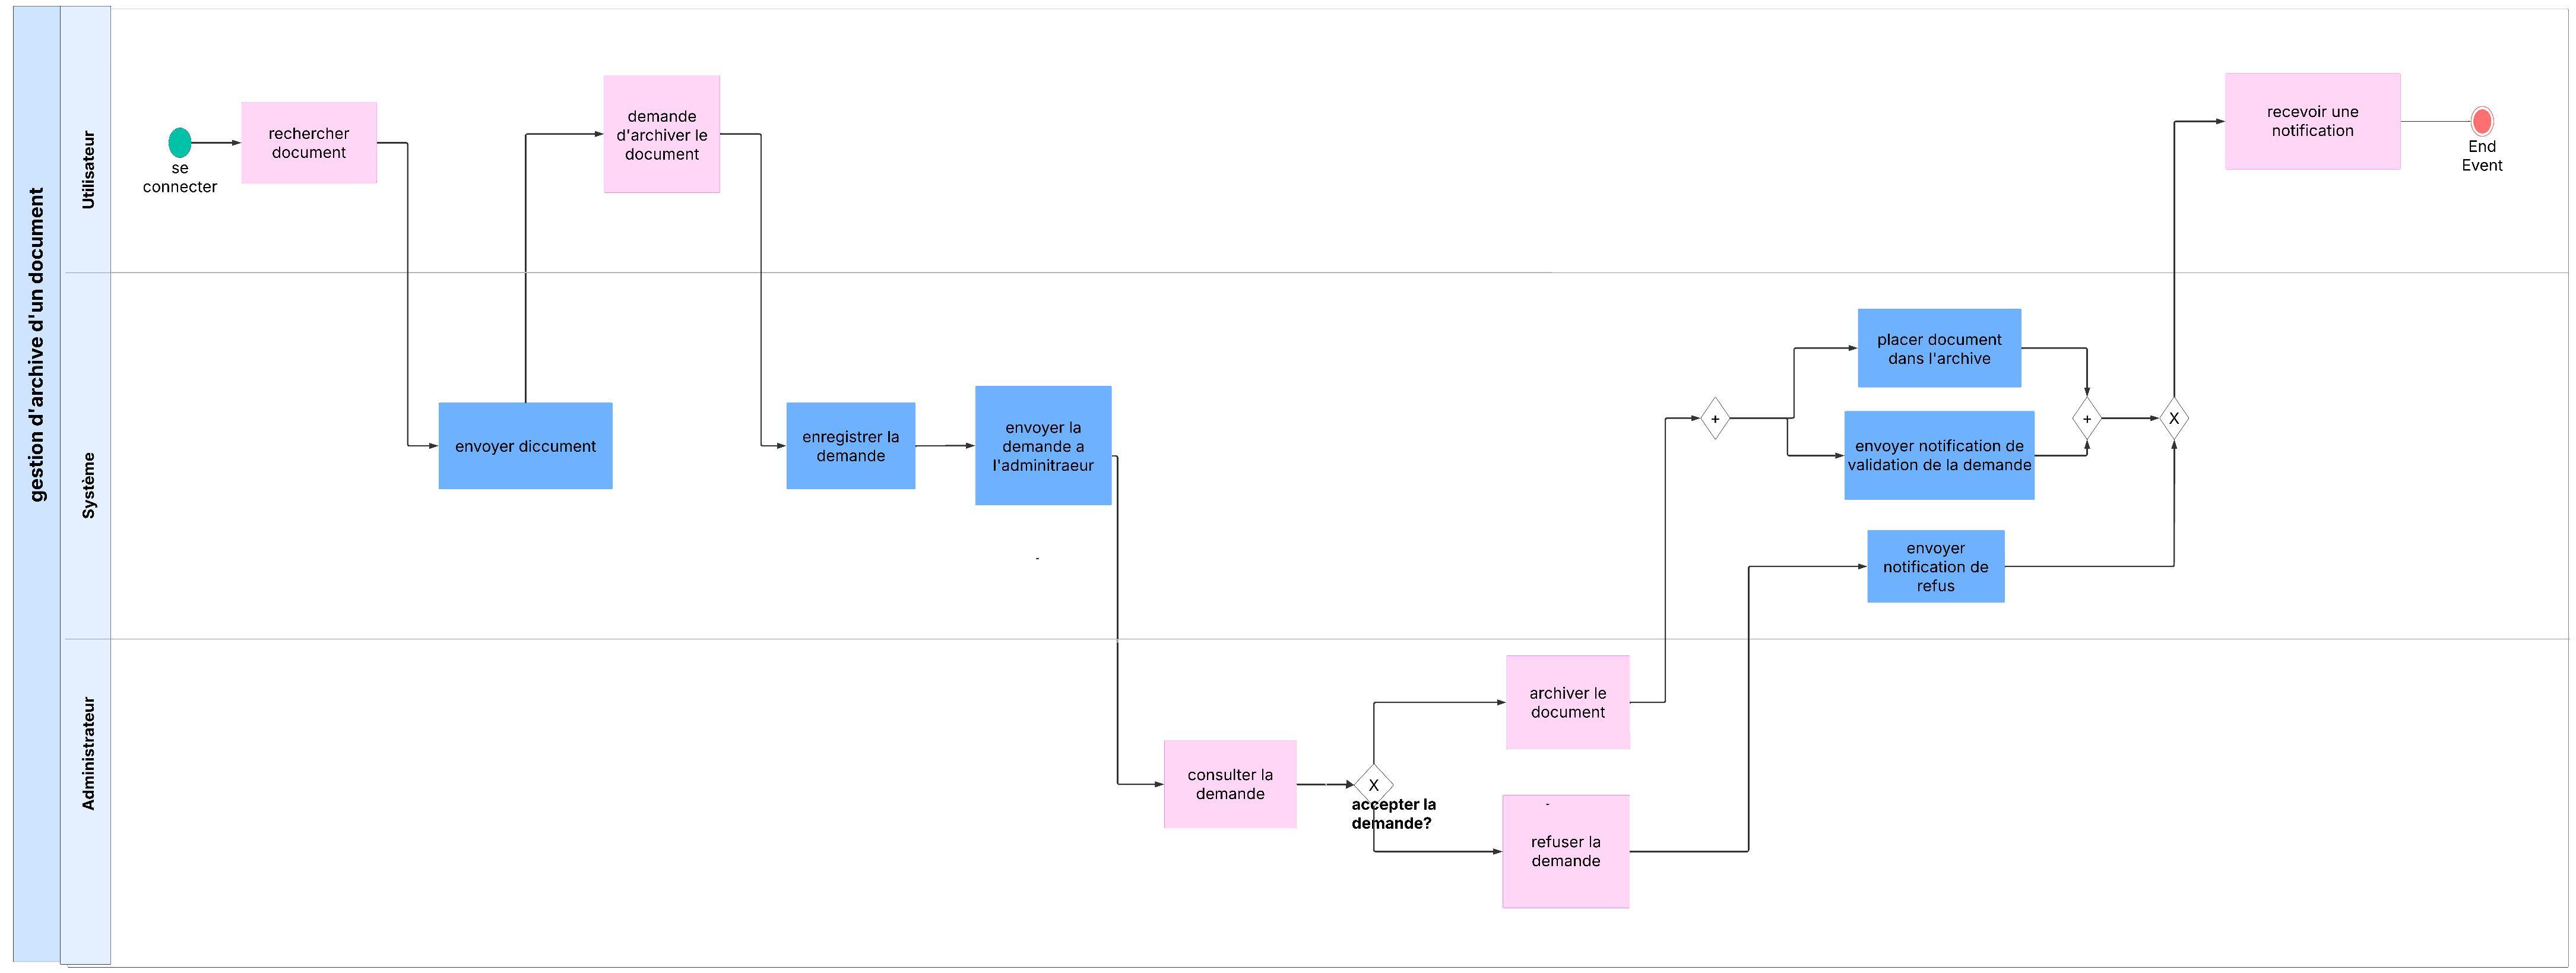 gestion d'archive d'un document
Utilisateur
se
connecter
rechercher
document
demande
d'archiver le
document
recevoir une
notification
End
Event
Système
envoyer diccument
enregistrer la
demande
envoyer la
demande a
l'adminitraeur
+
placer document
dans l'archive
envoyer notification de
validation de la demande
+
X
envoyer
notification de
refus
Administrateur
consulter la
demande
X
accepter la
demande?
archiver le
document
refuser la
demande